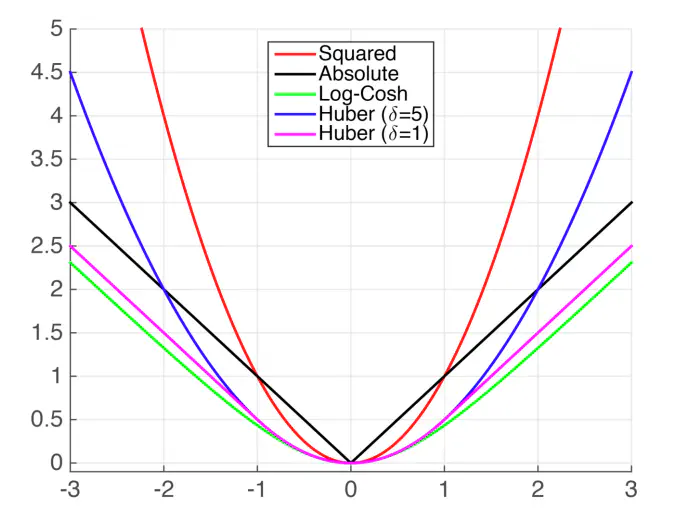 5
4.5
4
3.5
3
2.5
2
1.5
1
0.5
0
-3 -2 -1 0 1 2 3
Squared
Absolute
Log-Cosh
Huber (δ=5)
Huber (δ=1)